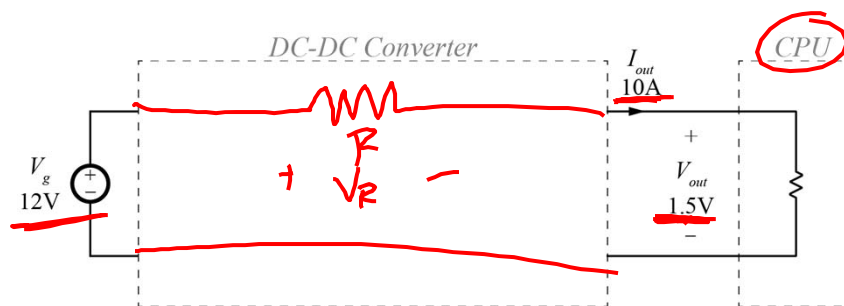 DC-DC Converter
CPU
I_out
10A
R
+ V_R −
V_g
12V
+
−
+
V_out
1.5V
−